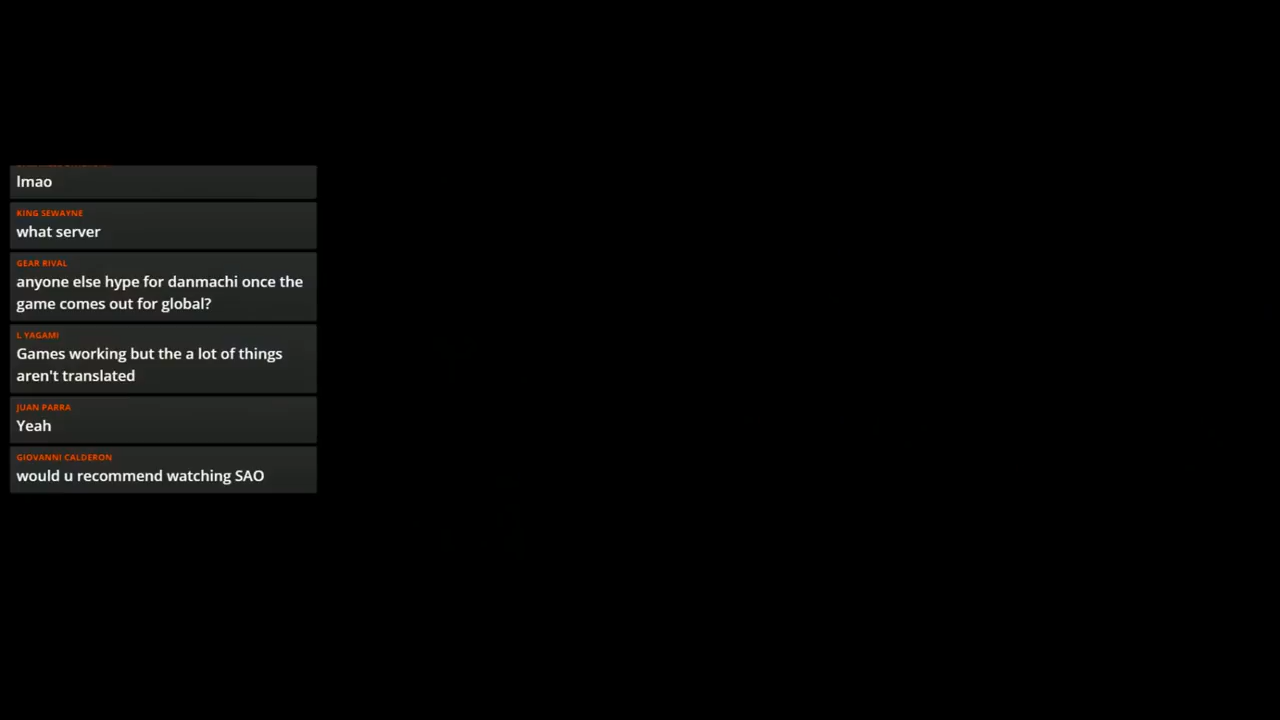 lmao
KING SEWAYNE
what server
GEAR RIVAL
anyone else hype for danmachi once the
game comes out for global?
L YAGAMI
Games working but the a lot of things
aren't translated
JUAN PARRA
Yeah
GIOVANNI CALDERON
would u recommend watching SAO